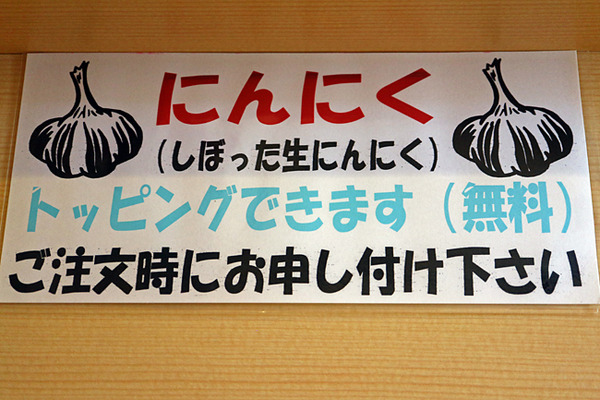 にんにく
(しぼった生にんにく)
トッピングできます(無料)
ご注文時にお申し付け下さい